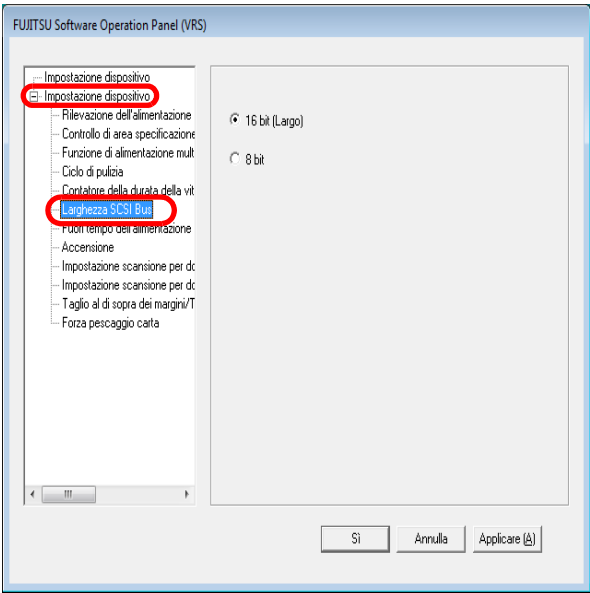 FUJITSU Software Operation Panel (VRS)
Impostazione dispositivo
Impostazione dispositivo
Rilevazione dell'alimentazione
Controllo di area specificazione
Funzione di alimentazione mult
Ciclo di pulizia
Contatore della durata della vit
Larghezza SCSI Bus
Fuori tempo dell'alimentazione
Accensione
Impostazione scansione per do
Impostazione scansione per do
Taglio al di sopra dei margini/T
Forza pescaggio carta
16 bit (Largo)
8 bit
Sì
Annulla
Applicare (A)